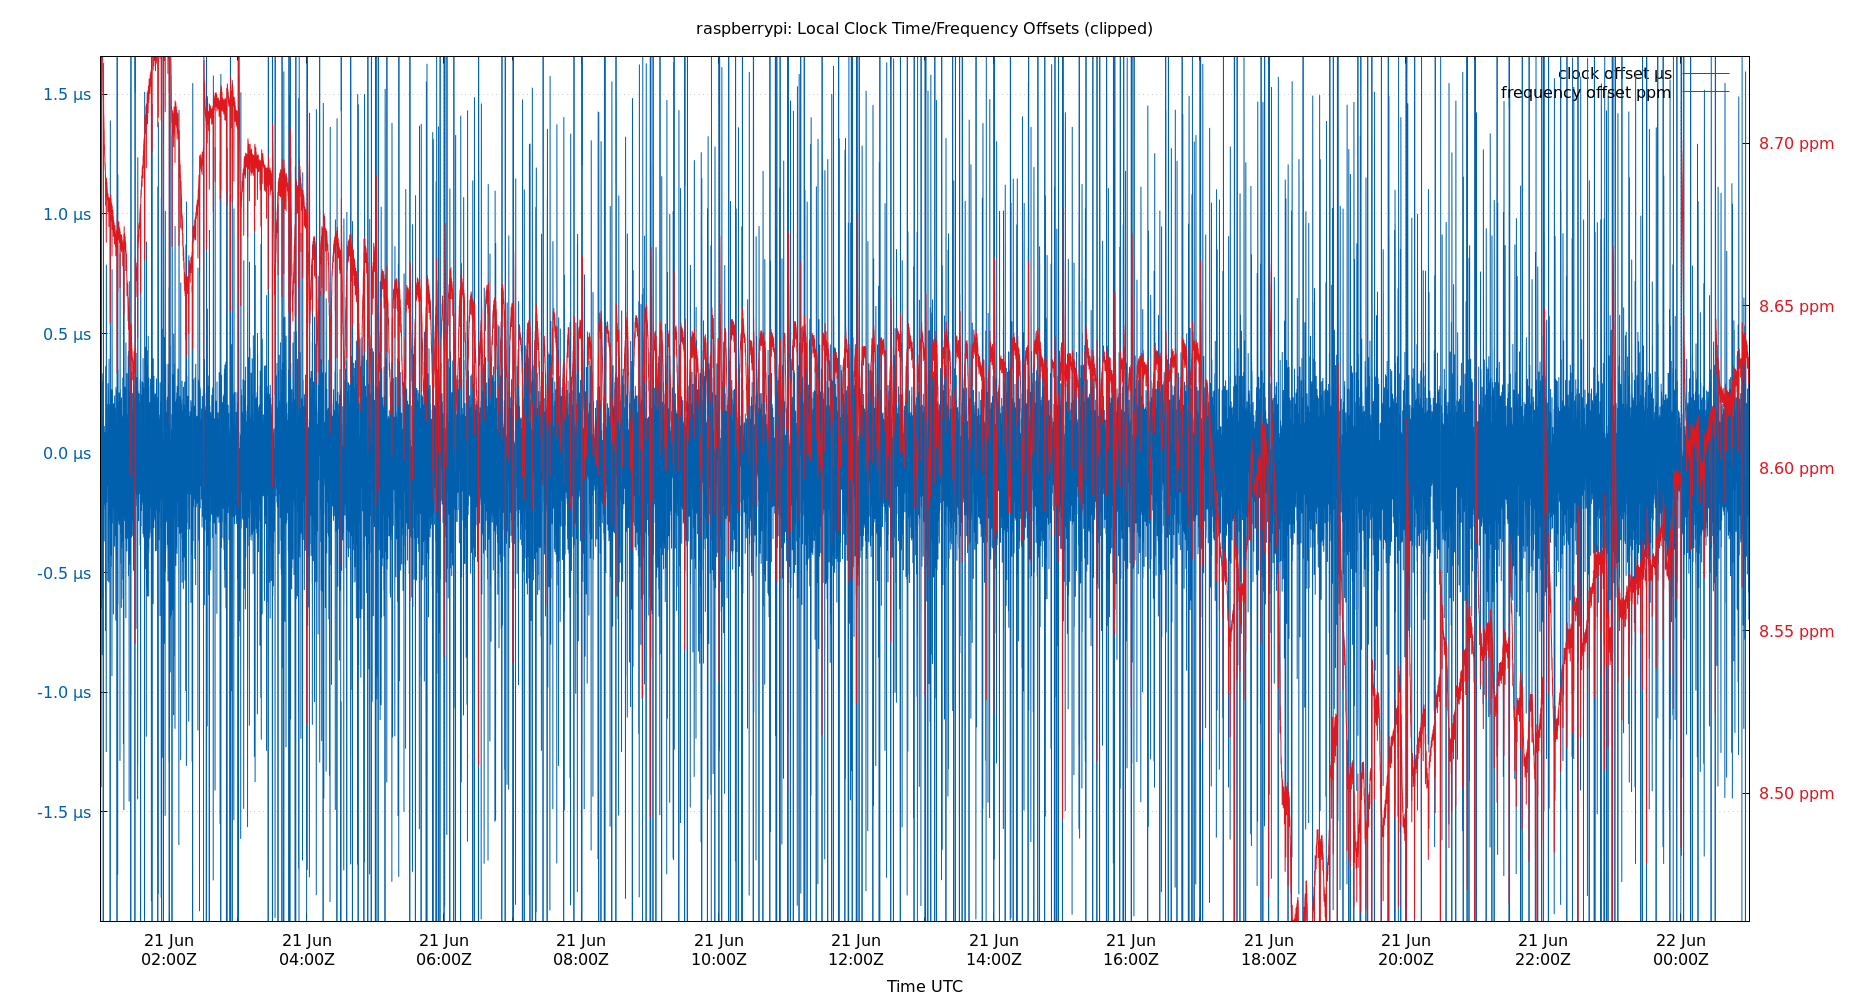 raspberrypi: Local Clock Time/Frequency Offsets (clipped)
clock offset µs
frequency offset ppm
1.5 µs
1.0 µs
0.5 µs
0.0 µs
-0.5 µs
-1.0 µs
-1.5 µs
8.70 ppm
8.65 ppm
8.60 ppm
8.55 ppm
8.50 ppm
21 Jun 21 Jun 21 Jun 21 Jun 21 Jun 21 Jun 21 Jun 21 Jun 21 Jun 21 Jun 21 Jun 22 Jun
02:00Z 04:00Z 06:00Z 08:00Z 10:00Z 12:00Z 14:00Z 16:00Z 18:00Z 20:00Z 22:00Z 00:00Z
Time UTC